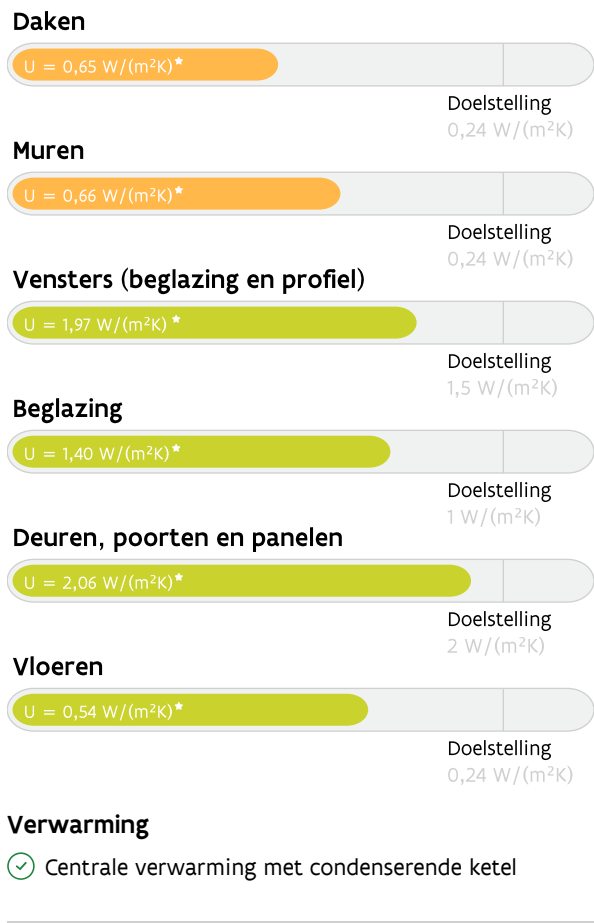 Daken
U = 0,65 W/(m²K)*
Doelstelling
0,24 W/(m²K)
Muren
U = 0,66 W/(m²K)*
Doelstelling
0,24 W/(m²K)
Vensters (beglazing en profiel)
U = 1,97 W/(m²K) *
Doelstelling
1,5 W/(m²K)
Beglazing
U = 1,40 W/(m²K)*
Doelstelling
1 W/(m²K)
Deuren, poorten en panelen
U = 2,06 W/(m²K)*
Doelstelling
2 W/(m²K)
Vloeren
U = 0,54 W/(m²K)*
Doelstelling
0,24 W/(m²K)
Verwarming
Centrale verwarming met condenserende ketel